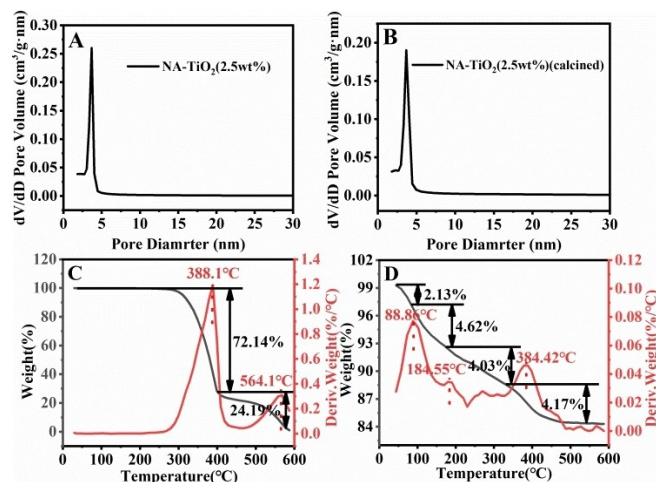 A
NA-TiO2(2.5wt%)
dV/dD Pore Volume (cm3/g·nm)
0.30
0.25
0.20
0.15
0.10
0.05
0.00
0 5 10 15 20 25 30
Pore Diamrter (nm)
B
NA-TiO2(2.5wt%)(calcined)
dV/dD Pore Volume (cm3/g·nm)
0.20
0.15
0.10
0.05
0.00
0 5 10 15 20 25 30
Pore Diamrter (nm)
C
388.1℃
72.14%
564.1℃
24.19%
Weight(%)
120
100
80
60
40
20
0
0 100 200 300 400 500 600
Temperature(℃)
1.4
1.2
1.0
0.8
0.6
0.4
0.2
0.0
Deriv.Weight(%/℃)
D
2.13%
88.86℃
4.62%
184.55℃
4.03%
384.42℃
4.17%
Weight(%)
102
99
96
93
90
87
84
0 100 200 300 400 500 600
Temperature(℃)
0.12
0.10
0.08
0.06
0.04
0.02
0.00
Deriv.Weight(%/℃)